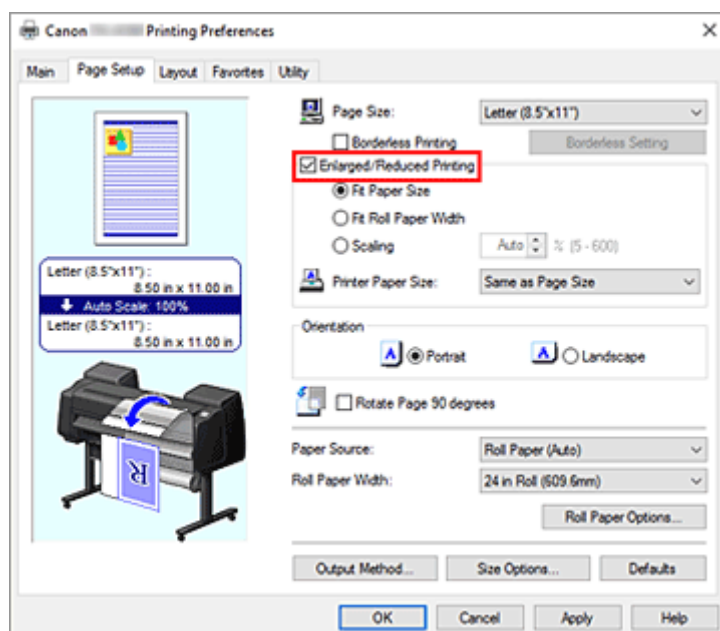 Canon Printing Preferences
Main Page Setup Layout Favorites Utility
Page Size: Letter (8.5"x11")
Borderless Printing Borderless Setting
Enlarged/Reduced Printing
Fit Paper Size
Fit Roll Paper Width
Scaling Auto % (5 - 600)
Printer Paper Size: Same as Page Size
Letter (8.5"x11") :
8.50 in x 11.00 in
Auto Scale: 100%
Letter (8.5"x11") :
8.50 in x 11.00 in
Orientation
A Portrait A Landscape
Rotate Page 90 degrees
R
Paper Source: Roll Paper (Auto)
Roll Paper Width: 24 in Roll (609.6mm)
Roll Paper Options...
Output Method... Size Options... Defaults
OK Cancel Apply Help